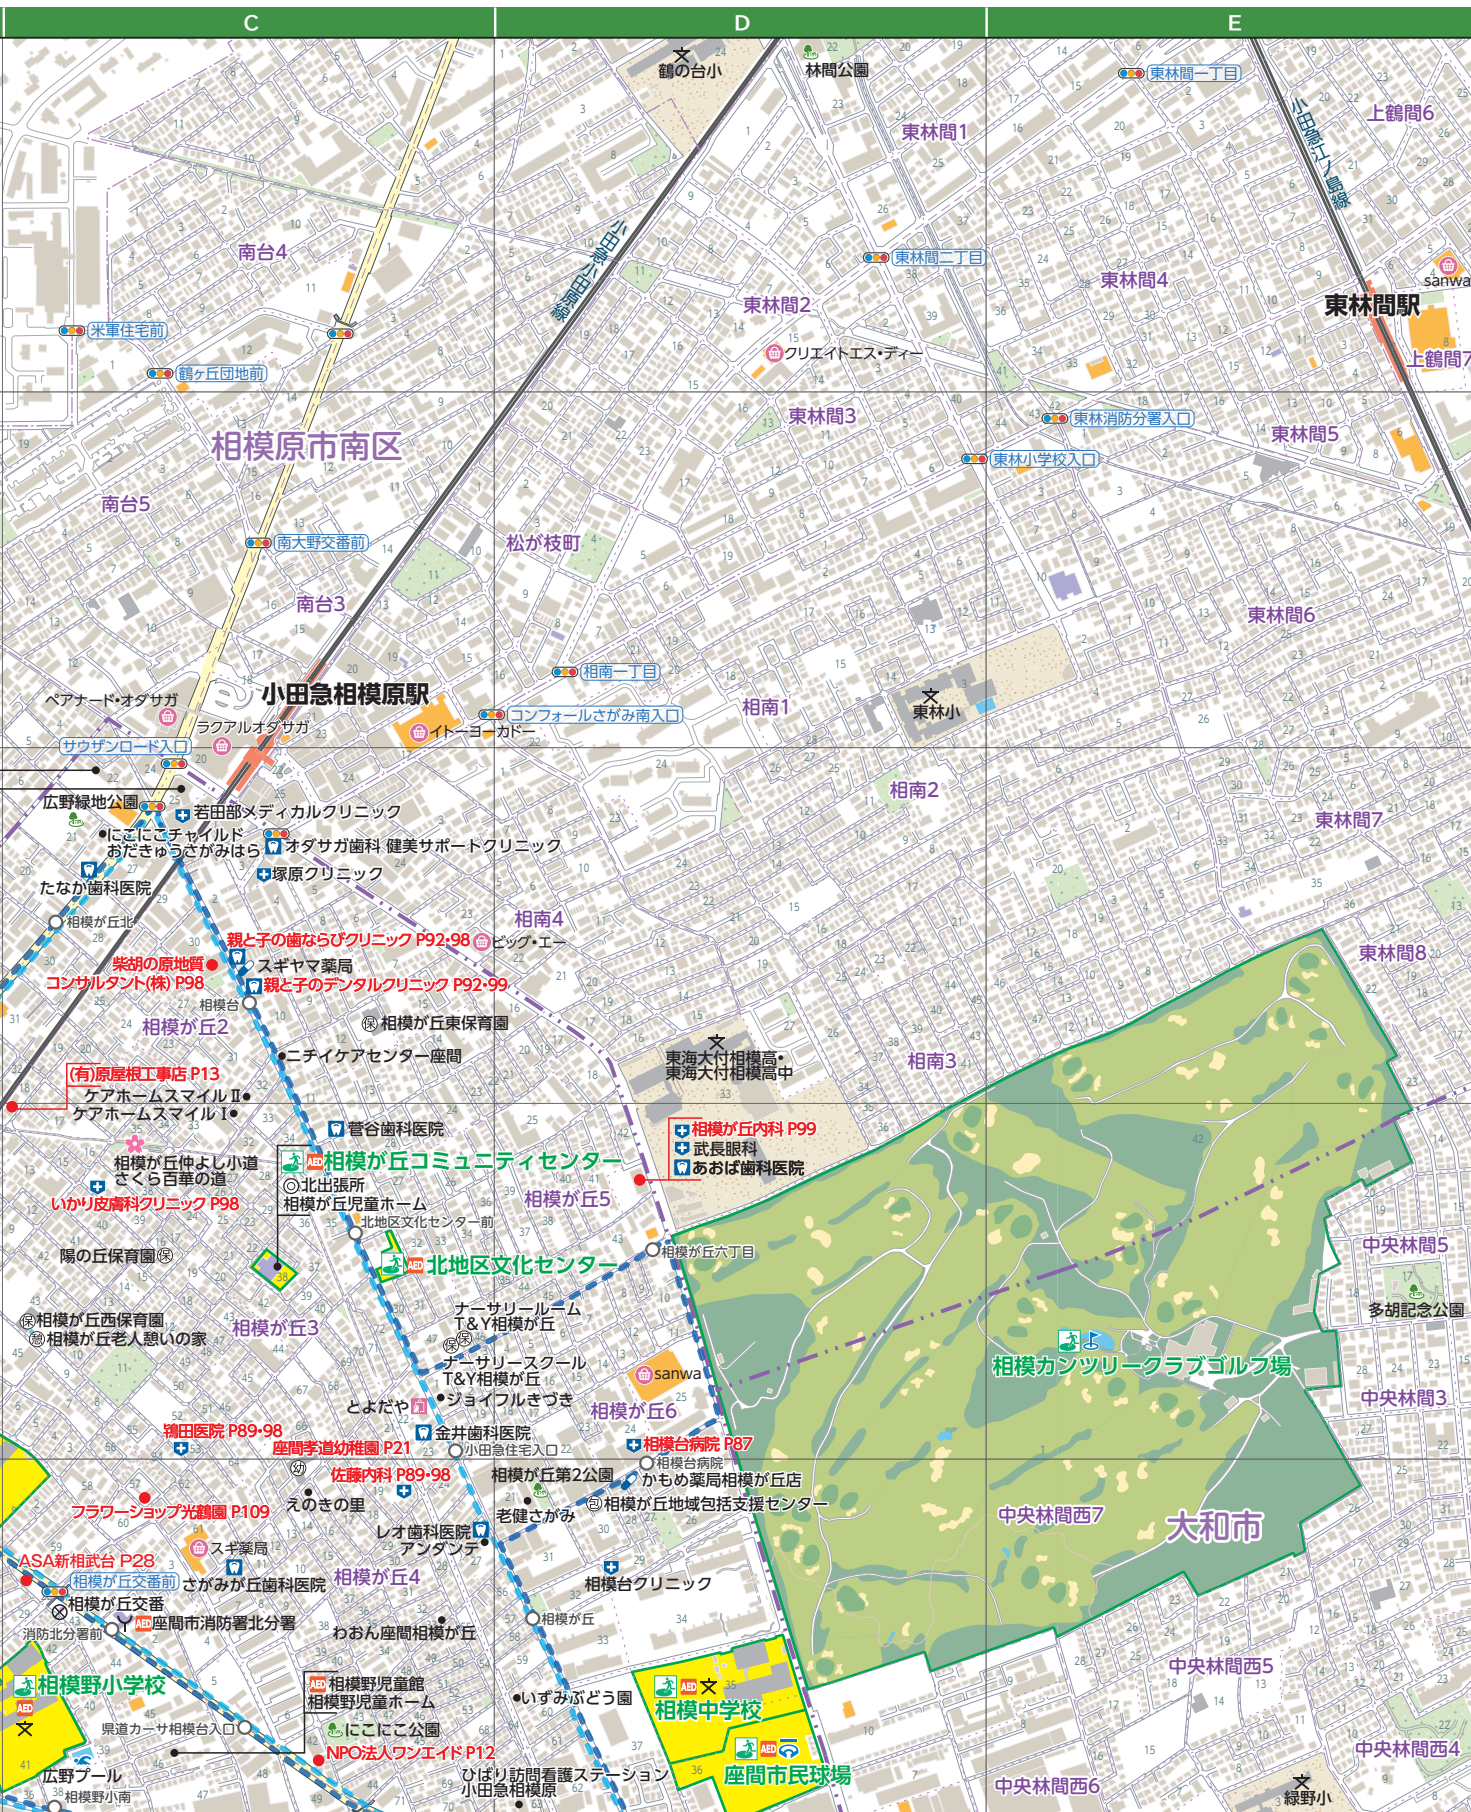 C
D
E
鶴の台小
林間公園
東林間一丁目
上鶴間6
東林間1
小田急江ノ島線
南台4
小田急小田原線
東林間二丁目
東林間4
sanwa
東林間2
東林間駅
米軍住宅前
クリエイトエス・ディー
上鶴間7
鶴ヶ丘団地前
東林間3
東林消防分署入口
東林間5
相模原市南区
東林小学校入口
南台5
南大野交番前
松が枝町
南台3
東林間6
相南一丁目
小田急相模原駅
ペアナード・オダサガ
ラクアルオダサガ
イトーヨーカドー
コンフォールさがみ南入口
相南1
東林小
サウザンロード入口
相南2
広野緑地公園
若田部メディカルクリニック
東林間7
にこにこチャイルド
おだきゅうさがみはら
オダサガ歯科 健美サポートクリニック
塚原クリニック
たなか歯科医院
相模が丘北
相南4
親と子の歯ならびクリニック P92・98
ビッグ・エー
東林間8
柴胡の原地質
コンサルタント(株) P98
スギヤマ薬局
親と子のデンタルクリニック P92・99
相模台
相模が丘2
保
相模が丘東保育園
ニチイケアセンター座間
東海大付相模高・
東海大付相模高中
相南3
(有)原屋根工事店 P13
ケアホームスマイルⅡ
ケアホームスマイルⅠ
菅谷歯科医院
相模が丘内科 P99
武長眼科
あおば歯科医院
相模が丘仲よし小道
さくら百華の道
AED
相模が丘コミュニティセンター
北出張所
相模が丘児童ホーム
いかり皮膚科クリニック P98
相模が丘5
北地区文化センター前
陽の丘保育園
保
AED
北地区文化センター
相模が丘六丁目
中央林間5
多胡記念公園
保
相模が丘西保育園
憩
相模が丘老人憩いの家
相模が丘3
ナーサリールーム
T&Y相模が丘
保
保
ナーサリースクール
T&Y相模が丘
相模カンツリークラブゴルフ場
sanwa
ジョイフルきづき
とよだや
相模が丘6
中央林間3
鴇田医院 P89・98
座間孝道幼稚園 P21
幼
金井歯科医院
小田急住宅入口
相模台病院 P87
相模台病院
佐藤内科 P89・98
相模が丘第2公園
かもめ薬局相模が丘店
フラワーショップ光鶴園 P109
えのきの里
老健さがみ
包
相模が丘地域包括支援センター
中央林間西7
大和市
レオ歯科医院
アンダンテ
スギ薬局
ASA新相武台 P28
相模が丘交番前
さがみが丘歯科医院
相模が丘4
相模台クリニック
相模が丘交番
消防北分署前
AED
座間市消防署北分署
わおん座間相模が丘
相模が丘
相模野小学校
AED
AED
相模野児童館
相模野児童ホーム
いずみぶどう園
AED
相模中学校
中央林間西5
県道カーサ相模台入口
にこにこ公園
NPO法人ワンエイド P12
広野プール
相模野小南
ひばり訪問看護ステーション
小田急相模原
AED
座間市民球場
中央林間西6
中央林間西4
緑野小